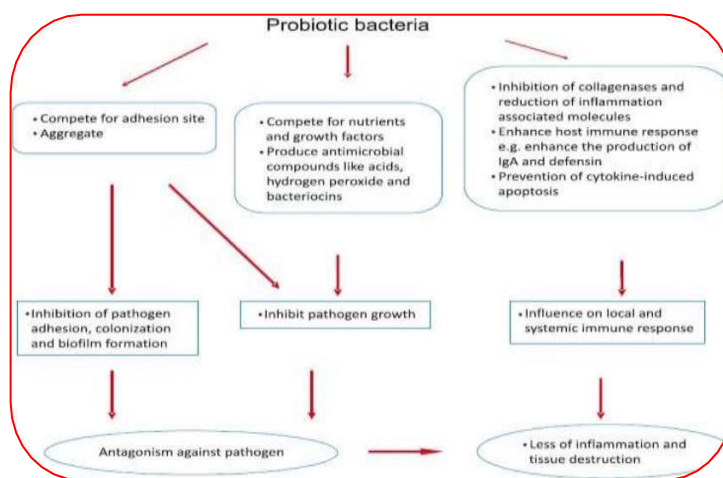 Probiotic bacteria
• Compete for adhesion site
• Aggregate
• Compete for nutrients
and growth factors
• Produce antimicrobial
compounds like acids,
hydrogen peroxide and
bacteriocins
• Inhibition of collagenases and
reduction of inflammation
associated molecules
• Enhance host immune response
e.g. enhance the production of
IgA and defensin
• Prevention of cytokine-induced
apoptosis
• Inhibition of pathogen
adhesion, colonization
and biofilm formation
• Inhibit pathogen growth
• Influence on local and
systemic immune response
Antagonism against pathogen
• Less of inflammation and
tissue destruction